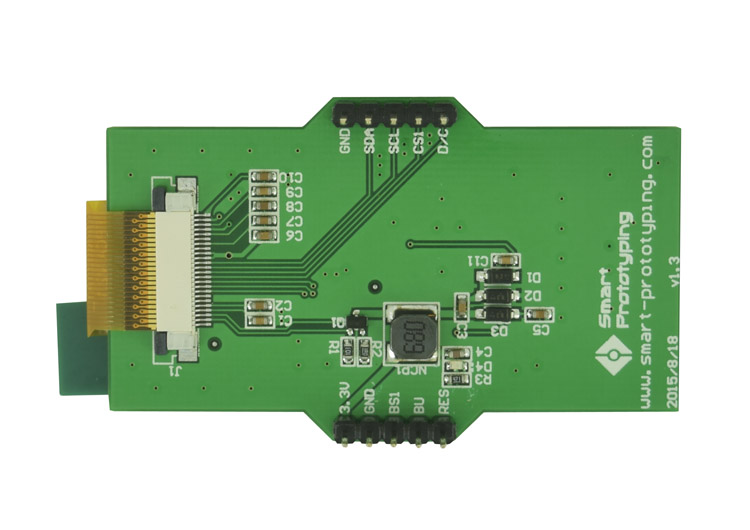 GND
SDA
SCL
CS1
D/C
C10
C9
C8
C7
C6
C11
D1
D2
D3
C3
C5
C2
C1
R1
J1
680
NCP1
C4
D4
R3
3.3V
GND
BS1
BU
RES
Smart
Prototyping
www.smart-prototyping.com
2015/8/18
v1.3